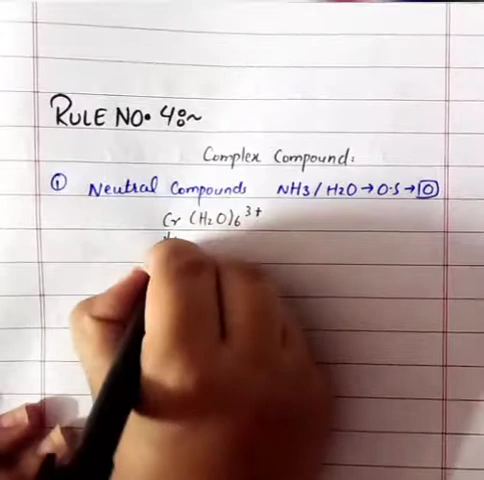 RULE NO. 4:~
Complex Compound:
① Neutral Compounds NH3/H2O→O.S→0
Cr (H2O)6 3+